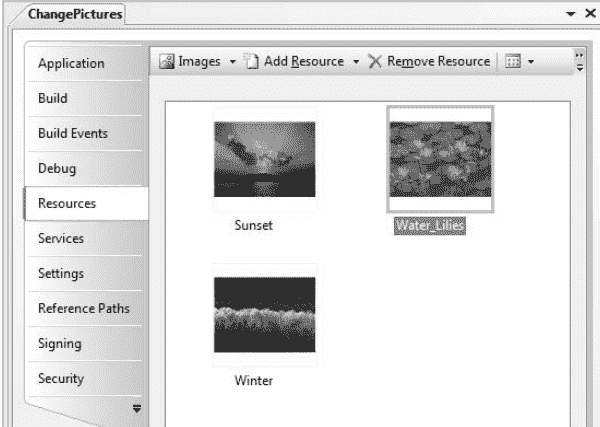 ChangePictures
Application
Build
Build Events
Debug
Resources
Services
Settings
Reference Paths
Signing
Security
Images Add Resource Remove Resource
Sunset
Water_Lilies
Winter